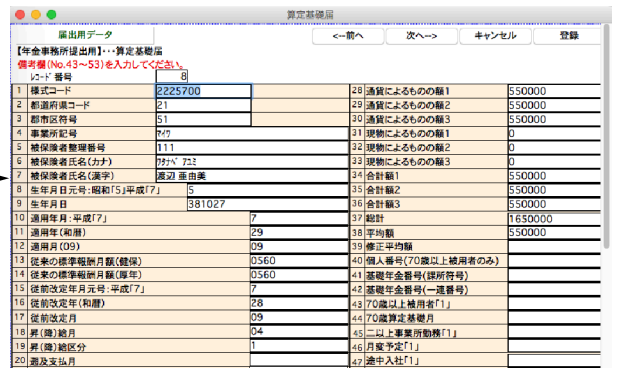 算定基礎届
届出用データ
<--前へ 次へ--> キャンセル 登録
【年金事務所提出用】・・・算定基礎届
備考欄(No.43〜53)を入力してください。
ﾚｺｰﾄﾞ番号 8
1 様式コード 2225700
2 都道府県コード 21
3 郡市区符号 51
4 事業所記号 ﾏｲﾜ
5 被保険者整理番号 111
6 被保険者氏名(カナ) ﾜﾀﾅﾍﾞ ｱﾕﾐ
7 被保険者氏名(漢字) 渡辺 亜由美
8 生年月日元号:昭和「5」平成「7」 5
9 生年月日 381027
10 適用年月:平成「7」 7
11 適用年(和暦) 29
12 適用月(09) 09
13 従来の標準報酬月額(健保) 0560
14 従来の標準報酬月額(厚年) 0560
15 従前改定年月元号:平成「7」 7
16 従前改定年(和暦) 28
17 従前改定月 09
18 昇(降)給月 04
19 昇(降)給区分 1
20 遡及支払月
28 通貨によるものの額1 550000
29 通貨によるものの額2 550000
30 通貨によるものの額3 550000
31 現物によるものの額1 0
32 現物によるものの額2 0
33 現物によるものの額3 0
34 合計額1 550000
35 合計額2 550000
36 合計額3 550000
37 総計 1650000
38 平均額 550000
39 修正平均額
40 個人番号(70歳以上被用者のみ)
41 基礎年金番号(課所符号)
42 基礎年金番号(一連番号)
43 70歳以上被用者「1」
44 70歳算定基礎月
45 二以上事業所勤務「1」
46 月変予定「1」
47 途中入社「1」